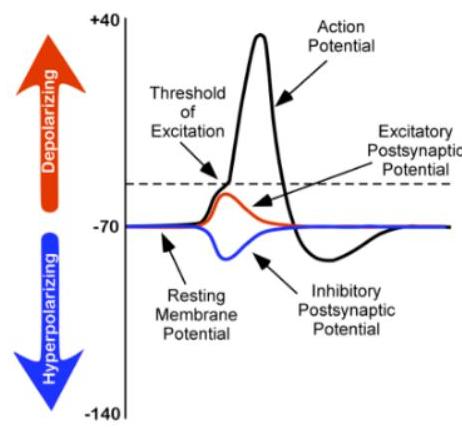 +40
Action
Potential
Threshold
of
Excitation
Depolarizing
Excitatory
Postsynaptic
Potential
-70
Hyperpolarizing
Resting
Membrane
Potential
Inhibitory
Postsynaptic
Potential
-140